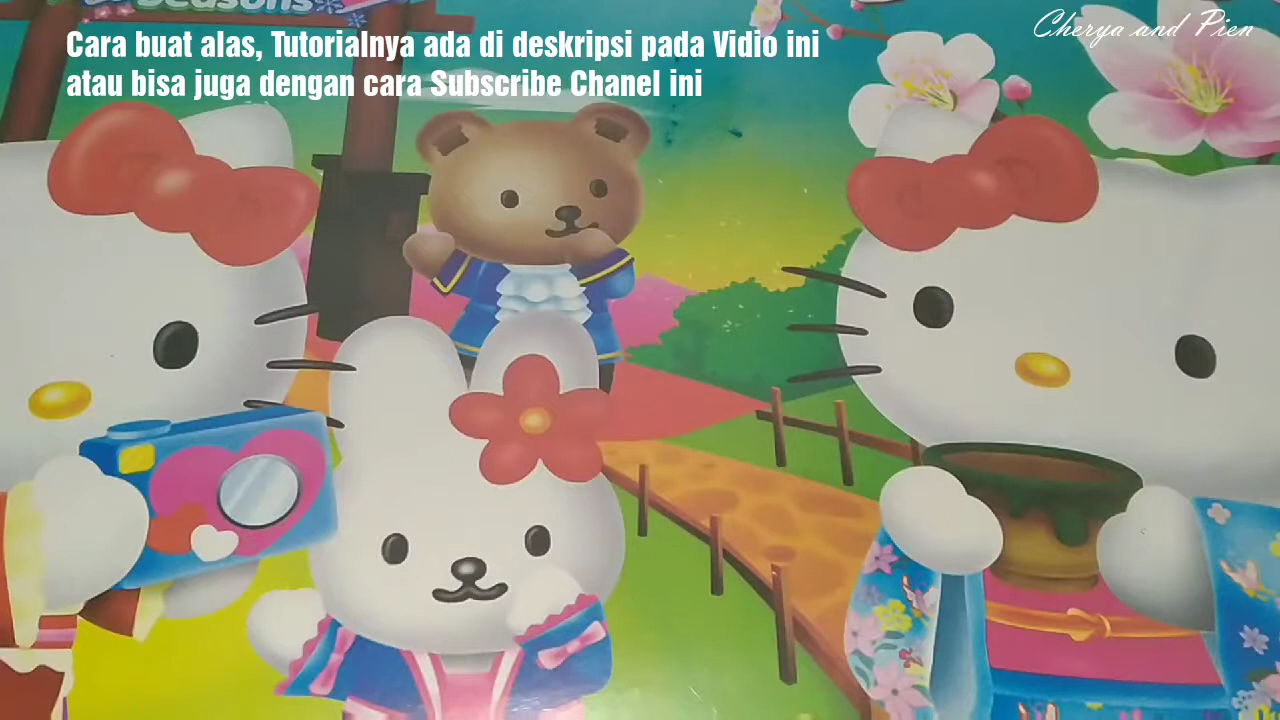 Seasons
Cherya and Pien
Cara buat alas, Tutorialnya ada di deskripsi pada Vidio ini
atau bisa juga dengan cara Subscribe Chanel ini